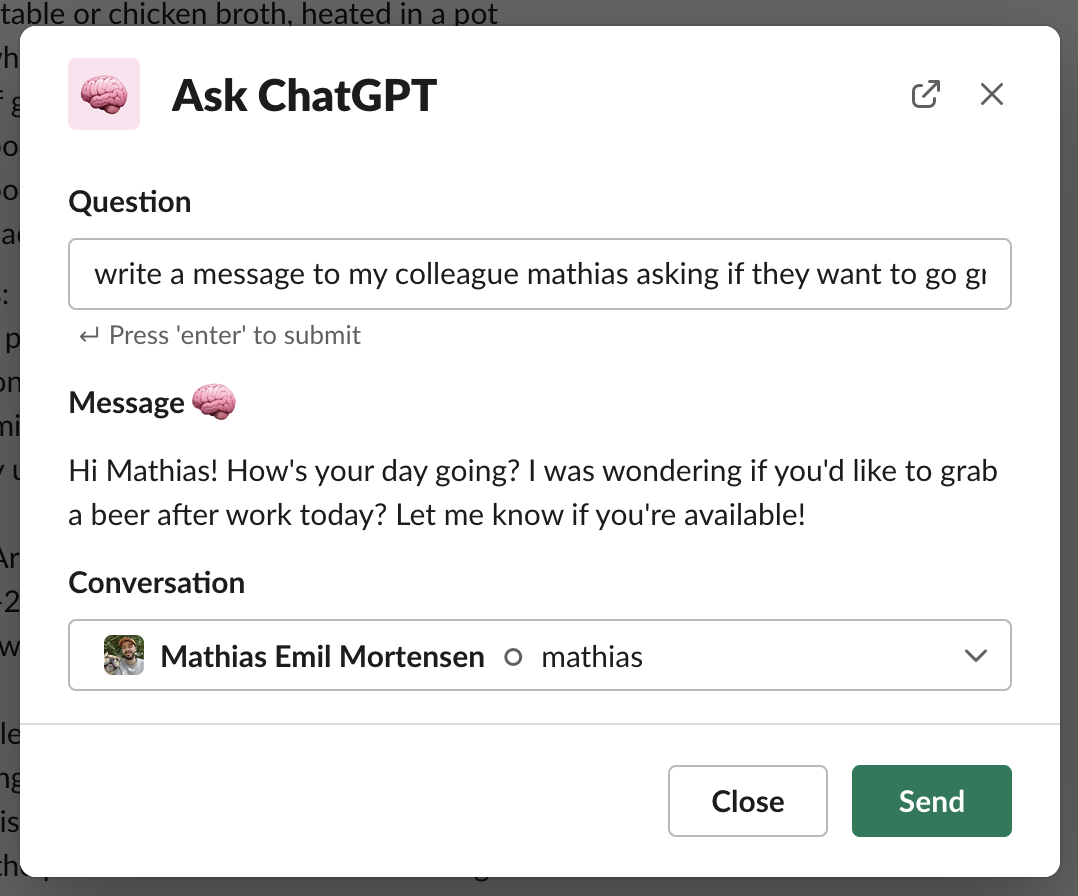 table or chicken broth, heated in a pot
Ask ChatGPT
Question
write a message to my colleague mathias asking if they want to go gr
↵ Press 'enter' to submit
Message
Hi Mathias! How's your day going? I was wondering if you'd like to grab
a beer after work today? Let me know if you're available!
Conversation
Mathias Emil Mortensen mathias
Close Send